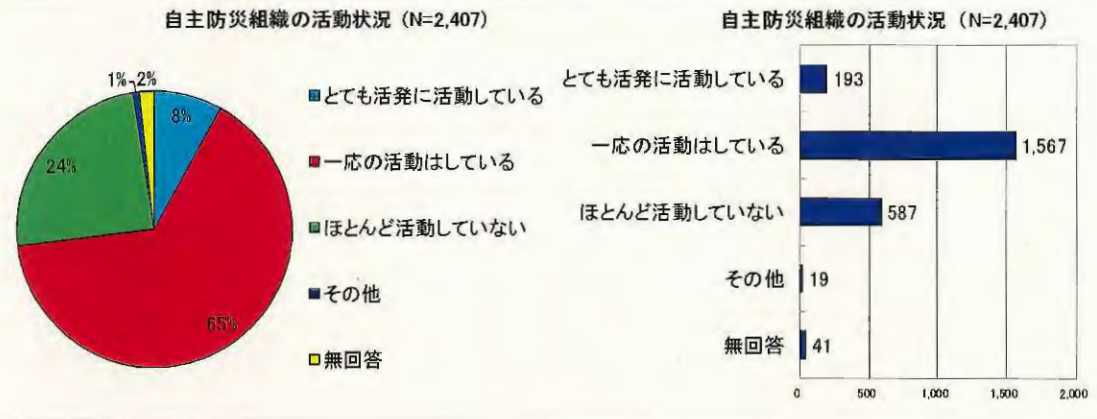 自主防災組織の活動状況 (N=2,407)
1%
2%
8%
24%
65%
とても活発に活動している
一応の活動はしている
ほとんど活動していない
その他
無回答
自主防災組織の活動状況 (N=2,407)
とても活発に活動している 193
一応の活動はしている 1,567
ほとんど活動していない 587
その他 19
無回答 41
0 500 1,000 1,500 2,000